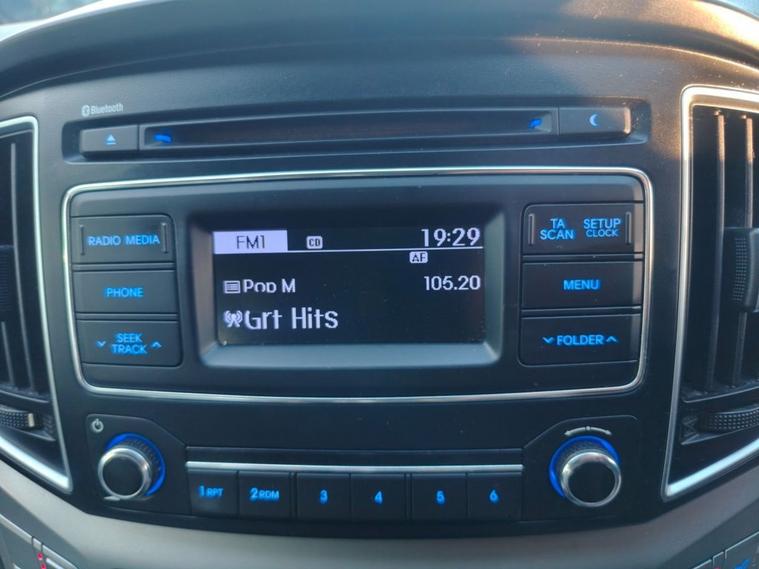 Bluetooth
FM1 CD 19:29
AF
Pop M 105.20
Grt Hits
RADIO MEDIA
PHONE
SEEK
TRACK
TA
SCAN
SETUP
CLOCK
MENU
FOLDER
1 RPT 2 RDM 3 4 5 6